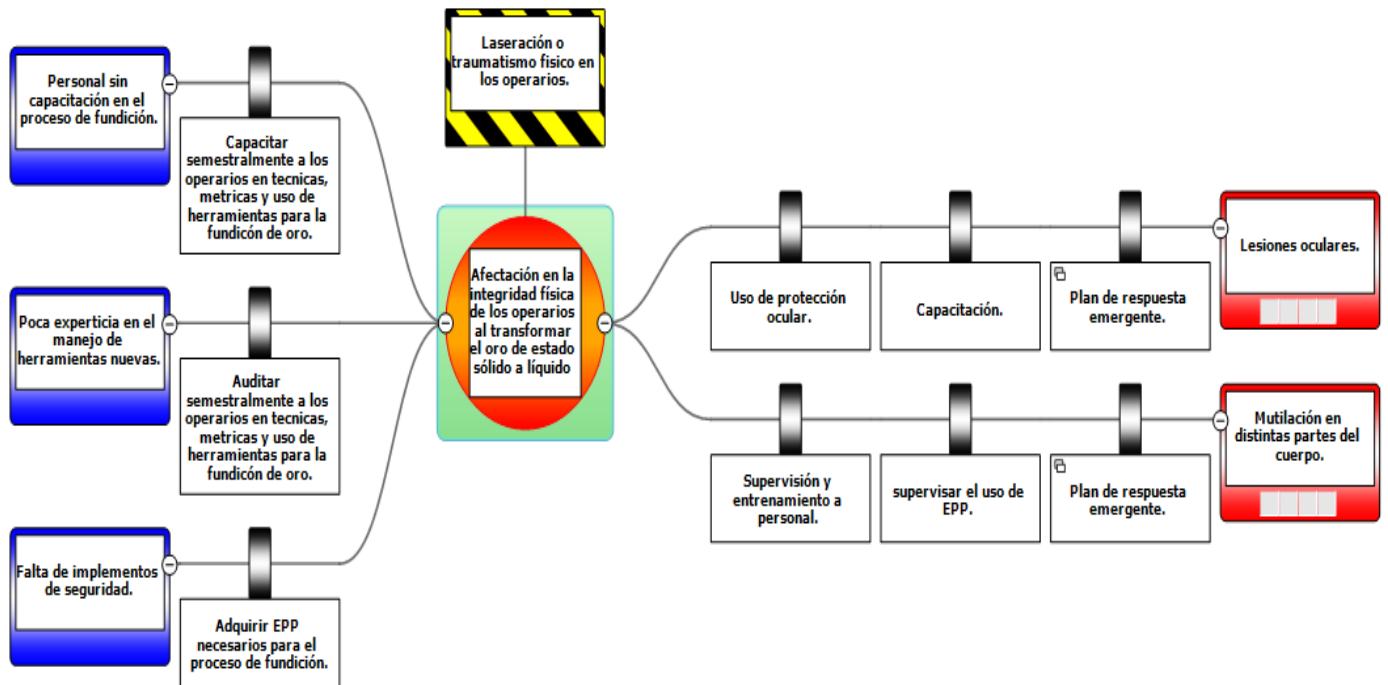 Laseración o
traumatismo fisico en
los operarios.
Personal sin
capacitación en el
proceso de fundición.
Capacitar
semestralmente a los
operarios en tecnicas,
metricas y uso de
herramientas para la
fundicón de oro.
Poca experticia en el
manejo de
herramientas nuevas.
Auditar
semestralmente a los
operarios en tecnicas,
metricas y uso de
herramientas para la
fundicón de oro.
Falta de implementos
de seguridad.
Adquirir EPP
necesarios para el
proceso de fundición.
Afectación en la
integridad física
de los operarios
al transformar
el oro de estado
sólido a líquido
Uso de protección
ocular.
Capacitación.
Plan de respuesta
emergente.
Lesiones oculares.
Supervisión y
entrenamiento a
personal.
supervisar el uso de
EPP.
Plan de respuesta
emergente.
Mutilación en
distintas partes del
cuerpo.